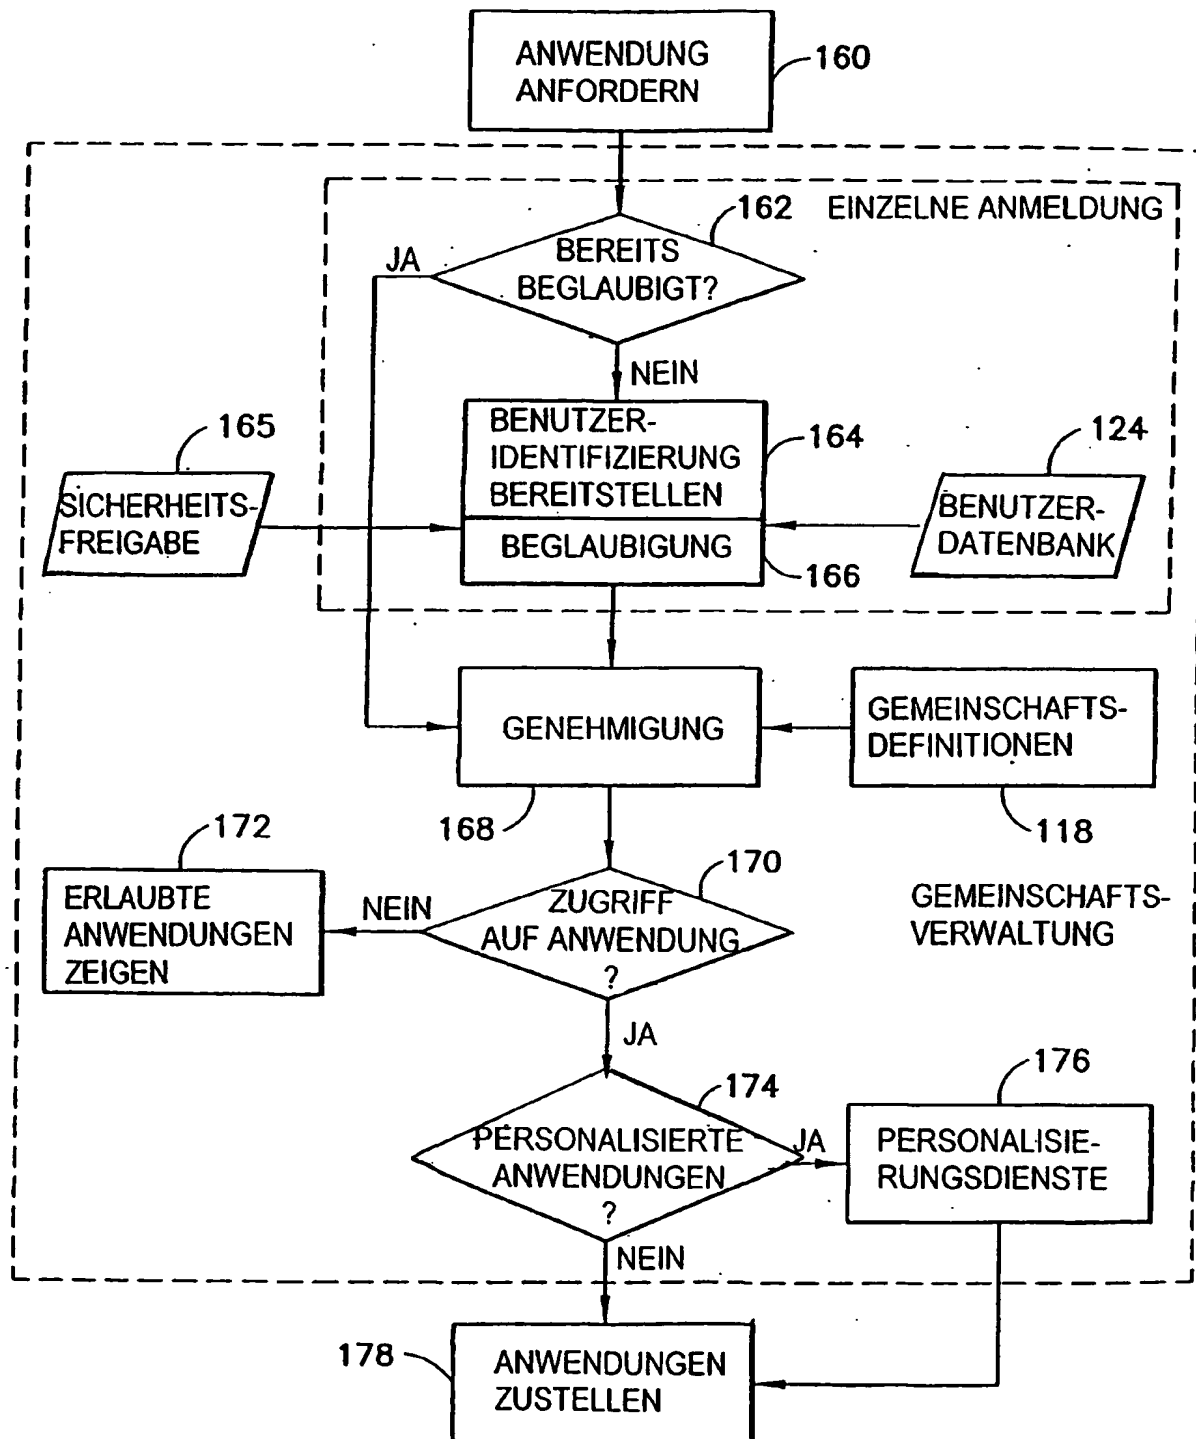 ANWENDUNG
ANFORDERN
160
162
EINZELNE ANMELDUNG
BEREITS
BEGLAUBIGT?
JA
NEIN
BENUTZER-
IDENTIFIZIERUNG
BEREITSTELLEN
164
BEGLAUBIGUNG
166
165
SICHERHEITS-
FREIGABE
124
BENUTZER-
DATENBANK
GENEHMIGUNG
168
GEMEINSCHAFTS-
DEFINITIONEN
118
172
ERLAUBTE
ANWENDUNGEN
ZEIGEN
NEIN
170
ZUGRIFF
AUF ANWENDUNG
?
GEMEINSCHAFTS-
VERWALTUNG
JA
174
PERSONALISIERTE
ANWENDUNGEN
?
JA
176
PERSONALISIE-
RUNGSDIENSTE
NEIN
178
ANWENDUNGEN
ZUSTELLEN